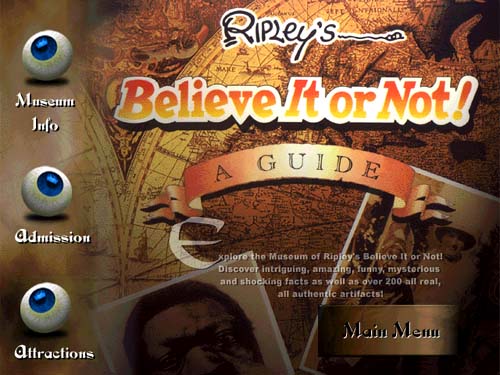 RIPLEY'S
Believe It or Not!
A GUIDE
Museum
Info
Admission
Attractions
Explore the Museum of Ripley's Believe It or Not!
Discover intriguing, amazing, funny, mysterious
and shocking facts as well as over 200 all real,
all authentic artifacts!
Main Menu